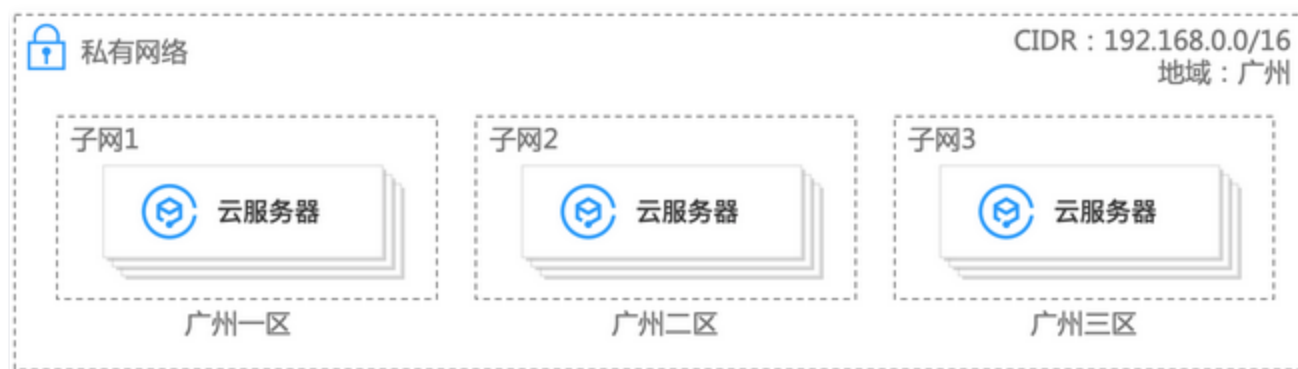 私有网络
CIDR：192.168.0.0/16
地域：广州
子网1
子网2
子网3
云服务器
云服务器
云服务器
广州一区
广州二区
广州三区